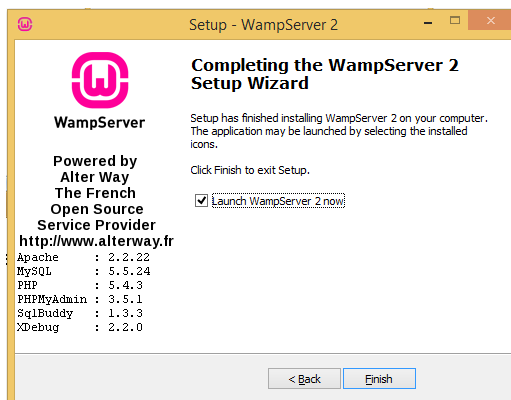 Setup - WampServer 2
WampServer
Powered by
Alter Way
The French
Open Source
Service Provider
http://www.alterway.fr
Apache : 2.2.22
MySQL : 5.5.24
PHP : 5.4.3
PHPMyAdmin : 3.5.1
SqlBuddy : 1.3.3
XDebug : 2.2.0
Completing the WampServer 2
Setup Wizard
Setup has finished installing WampServer 2 on your computer.
The application may be launched by selecting the installed
icons.
Click Finish to exit Setup.
Launch WampServer 2 now
< Back
Finish